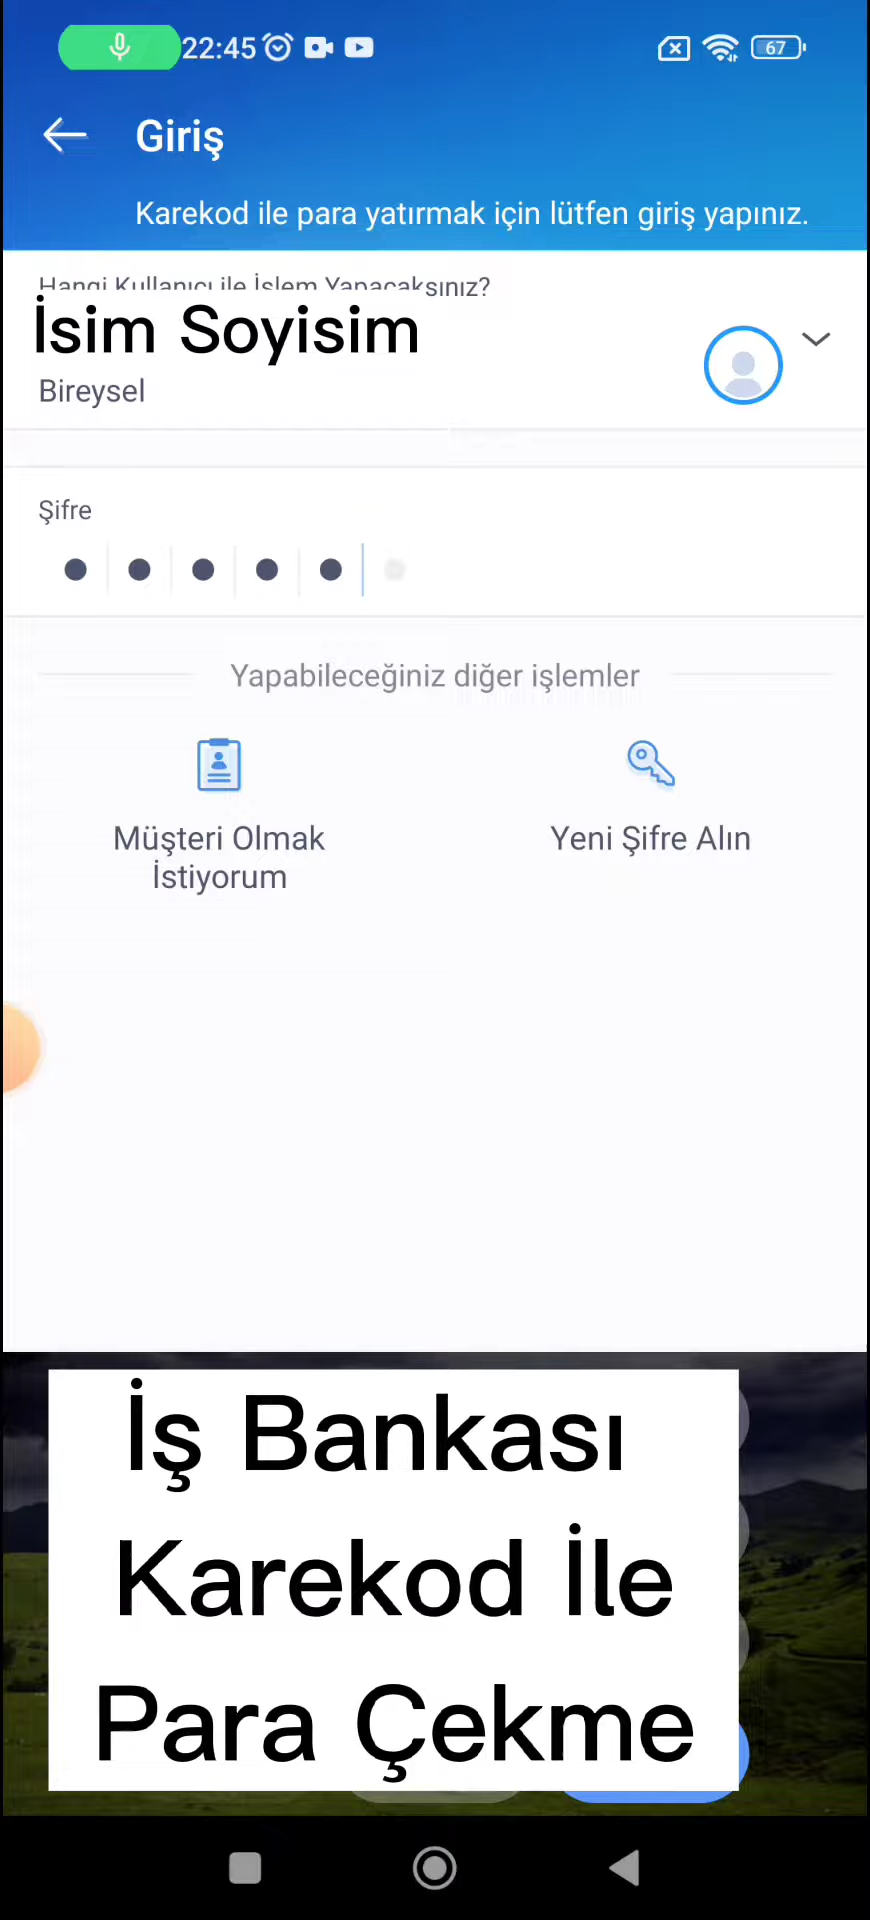 22:45
67
Giriş
Karekod ile para yatırmak için lütfen giriş yapınız.
Hangi Kullanıcı ile İşlem Yapacaksınız?
İsim Soyisim
Bireysel
Şifre
Yapabileceğiniz diğer işlemler
Müşteri Olmak
İstiyorum
Yeni Şifre Alın
İş Bankası
Karekod İle
Para Çekme